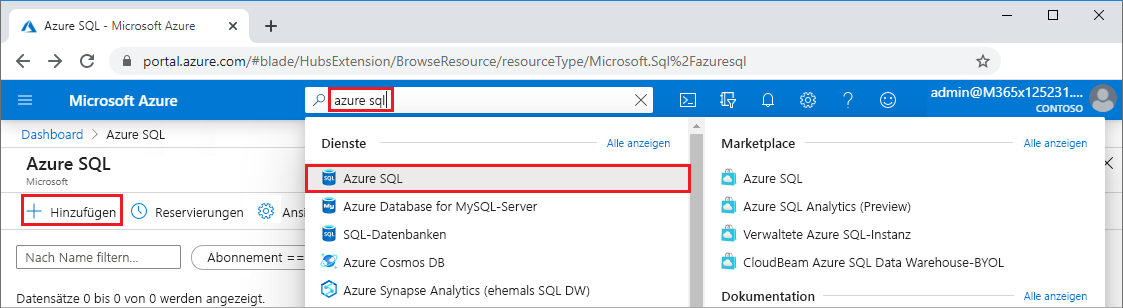 Azure SQL - Microsoft Azure
portal.azure.com/#blade/HubsExtension/BrowseResource/resourceType/Microsoft.Sql%2Fazuresql
Microsoft Azure
azure sql
admin@M365x125231....
CONTOSO
Dashboard > Azure SQL
Azure SQL
Microsoft
Hinzufügen
Reservierungen
Ansi
Nach Name filtern...
Abonnement ==
Datensätze 0 bis 0 von 0 werden angezeigt.
Dienste
Alle anzeigen
Azure SQL
Azure Database for MySQL-Server
SQL-Datenbanken
Azure Cosmos DB
Azure Synapse Analytics (ehemals SQL DW)
Marketplace
Alle anzeigen
Azure SQL
Azure SQL Analytics (Preview)
Verwaltete Azure SQL-Instanz
CloudBeam Azure SQL Data Warehouse-BYOL
Dokumentation
Alle anzeigen